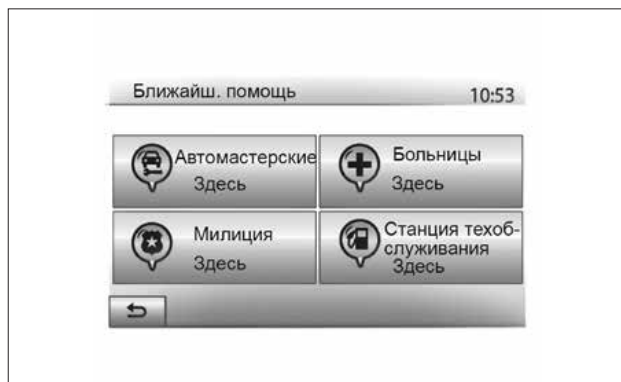 Ближайш. помощь 10:53
Автомастерские
Здесь
Больницы
Здесь
Милиция
Здесь
Станция техоб-
служивания
Здесь